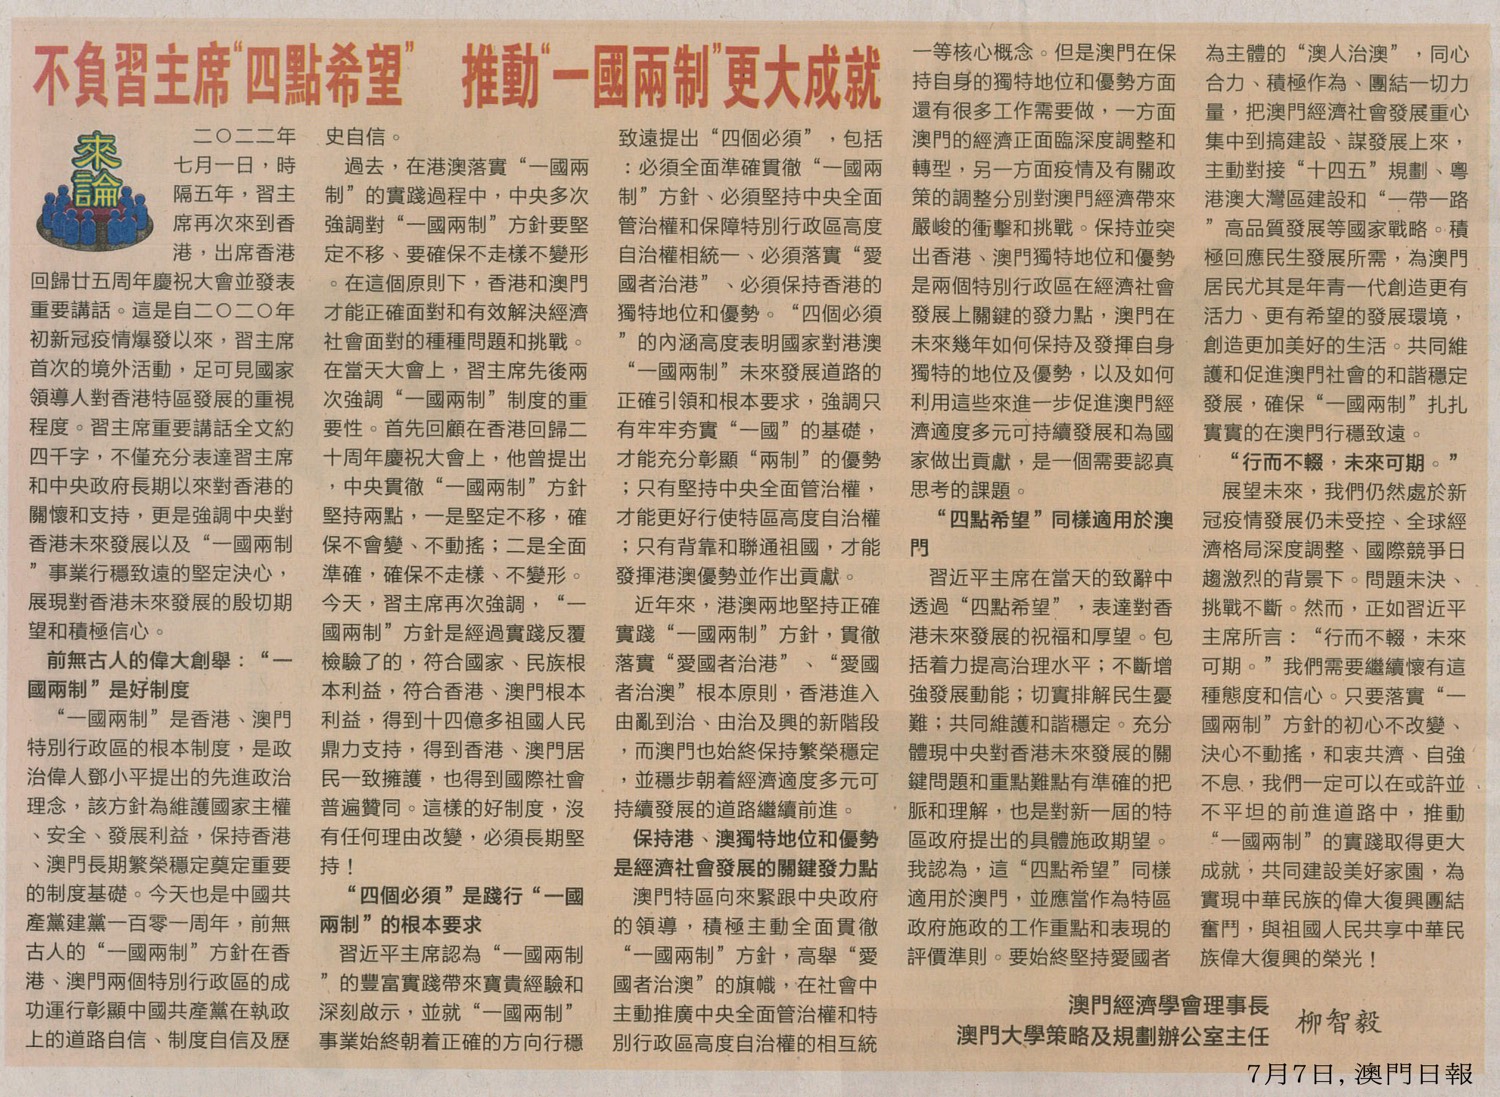 不負習主席“四點希望” 推動“一國兩制”更大成就
來論
二〇二二年
七月一日，時
隔五年，習主
席再次來到香
港，出席香港
回歸廿五周年慶祝大會並發表
重要講話。這是自二〇二〇年
初新冠疫情爆發以來，習主席
首次的境外活動，足可見國家
領導人對香港特區發展的重視
程度。習主席重要講話全文約
四千字，不僅充分表達習主席
和中央政府長期以來對香港的
關懷和支持，更是強調中央對
香港未來發展以及“一國兩制
”事業行穩致遠的堅定決心，
展現對香港未來發展的殷切期
望和積極信心。
前無古人的偉大創舉：“一
國兩制”是好制度
“一國兩制”是香港、澳門
特別行政區的根本制度，是政
治偉人鄧小平提出的先進政治
理念，該方針為維護國家主權
、安全、發展利益，保持香港
、澳門長期繁榮穩定奠定重要
的制度基礎。今天也是中國共
產黨建黨一百零一周年，前無
古人的“一國兩制”方針在香
港、澳門兩個特別行政區的成
功運行彰顯中國共產黨在執政
上的道路自信、制度自信及歷
史自信。
過去，在港澳落實“一國兩
制”的實踐過程中，中央多次
強調對“一國兩制”方針要堅
定不移、要確保不走樣不變形
。在這個原則下，香港和澳門
才能正確面對和有效解決經濟
社會面對的種種問題和挑戰。
在當天大會上，習主席先後兩
次強調“一國兩制”制度的重
要性。首先回顧在香港回歸二
十周年慶祝大會上，他曾提出
，中央貫徹“一國兩制”方針
堅持兩點，一是堅定不移，確
保不會變、不動搖；二是全面
準確，確保不走樣、不變形。
今天，習主席再次強調，“一
國兩制”方針是經過實踐反覆
檢驗了的，符合國家、民族根
本利益，符合香港、澳門根本
利益，得到十四億多祖國人民
鼎力支持，得到香港、澳門居
民一致擁護，也得到國際社會
普遍贊同。這樣的好制度，沒
有任何理由改變，必須長期堅
持！
“四個必須”是踐行“一國
兩制”的根本要求
習近平主席認為“一國兩制
”的豐富實踐帶來寶貴經驗和
深刻啟示，並就“一國兩制”
事業始終朝着正確的方向行穩
致遠提出“四個必須”，包括
：必須全面準確貫徹“一國兩
制”方針、必須堅持中央全面
管治權和保障特別行政區高度
自治權相統一、必須落實“愛
國者治港”、必須保持香港的
獨特地位和優勢。“四個必須
”的內涵高度表明國家對港澳
“一國兩制”未來發展道路的
正確引領和根本要求，強調只
有牢牢夯實“一國”的基礎，
才能充分彰顯“兩制”的優勢
；只有堅持中央全面管治權，
才能更好行使特區高度自治權
；只有背靠和聯通祖國，才能
發揮港澳優勢並作出貢獻。
近年來，港澳兩地堅持正確
實踐“一國兩制”方針，貫徹
落實“愛國者治港”、“愛國
者治澳”根本原則，香港進入
由亂到治、由治及興的新階段
，而澳門也始終保持繁榮穩定
，並穩步朝着經濟適度多元可
持續發展的道路繼續前進。
保持港、澳獨特地位和優勢
是經濟社會發展的關鍵發力點
澳門特區向來緊跟中央政府
的領導，積極主動全面貫徹
“一國兩制”方針，高舉“愛
國者治澳”的旗幟，在社會中
主動推廣中央全面管治權和特
別行政區高度自治權的相互統
一等核心概念。但是澳門在保
持自身的獨特地位和優勢方面
還有很多工作需要做，一方面
澳門的經濟正面臨深度調整和
轉型，另一方面疫情及有關政
策的調整分別對澳門經濟帶來
嚴峻的衝擊和挑戰。保持並突
出香港、澳門獨特地位和優勢
是兩個特別行政區在經濟社會
發展上關鍵的發力點，澳門在
未來幾年如何保持及發揮自身
獨特的地位及優勢，以及如何
利用這些來進一步促進澳門經
濟適度多元可持續發展和為國
家做出貢獻，是一個需要認真
思考的課題。
“四點希望”同樣適用於澳
門
習近平主席在當天的致辭中
透過“四點希望”，表達對香
港未來發展的祝福和厚望。包
括着力提高治理水平；不斷增
強發展動能；切實排解民生憂
難；共同維護和諧穩定。充分
體現中央對香港未來發展的關
鍵問題和重點難點有準確的把
脈和理解，也是對新一屆的特
區政府提出的具體施政期望。
我認為，這“四點希望”同樣
適用於澳門，並應當作為特區
政府施政的工作重點和表現的
評價準則。要始終堅持愛國者
為主體的“澳人治澳”，同心
合力、積極作為、團結一切力
量，把澳門經濟社會發展重心
集中到搞建設、謀發展上來，
主動對接“十四五”規劃、粵
港澳大灣區建設和“一帶一路
”高品質發展等國家戰略。積
極回應民生發展所需，為澳門
居民尤其是年青一代創造更有
活力、更有希望的發展環境，
創造更加美好的生活。共同維
護和促進澳門社會的和諧穩定
發展，確保“一國兩制”扎扎
實實的在澳門行穩致遠。
“行而不輟，未來可期。”
展望未來，我們仍然處於新
冠疫情發展仍未受控、全球經
濟格局深度調整、國際競爭日
趨激烈的背景下。問題未決、
挑戰不斷。然而，正如習近平
主席所言：“行而不輟，未來
可期。”我們需要繼續懷有這
種態度和信心。只要落實“一
國兩制”方針的初心不改變、
決心不動搖，和衷共濟、自強
不息，我們一定可以在或許並
不平坦的前進道路中，推動
“一國兩制”的實踐取得更大
成就，共同建設美好家園，為
實現中華民族的偉大復興團結
奮鬥，與祖國人民共享中華民
族偉大復興的榮光！
澳門經濟學會理事長
澳門大學策略及規劃辦公室主任
柳智毅
7月7日, 澳門日報